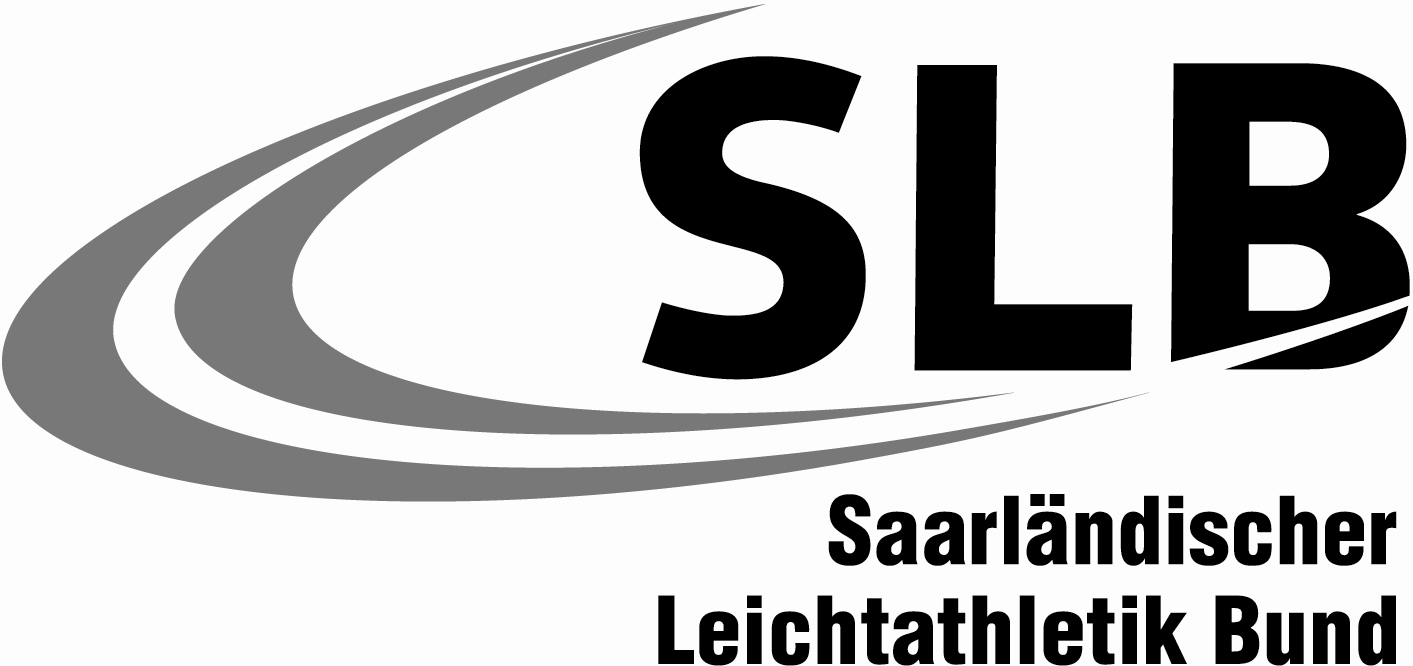 SLB
Saarländischer
Leichtathletik Bund